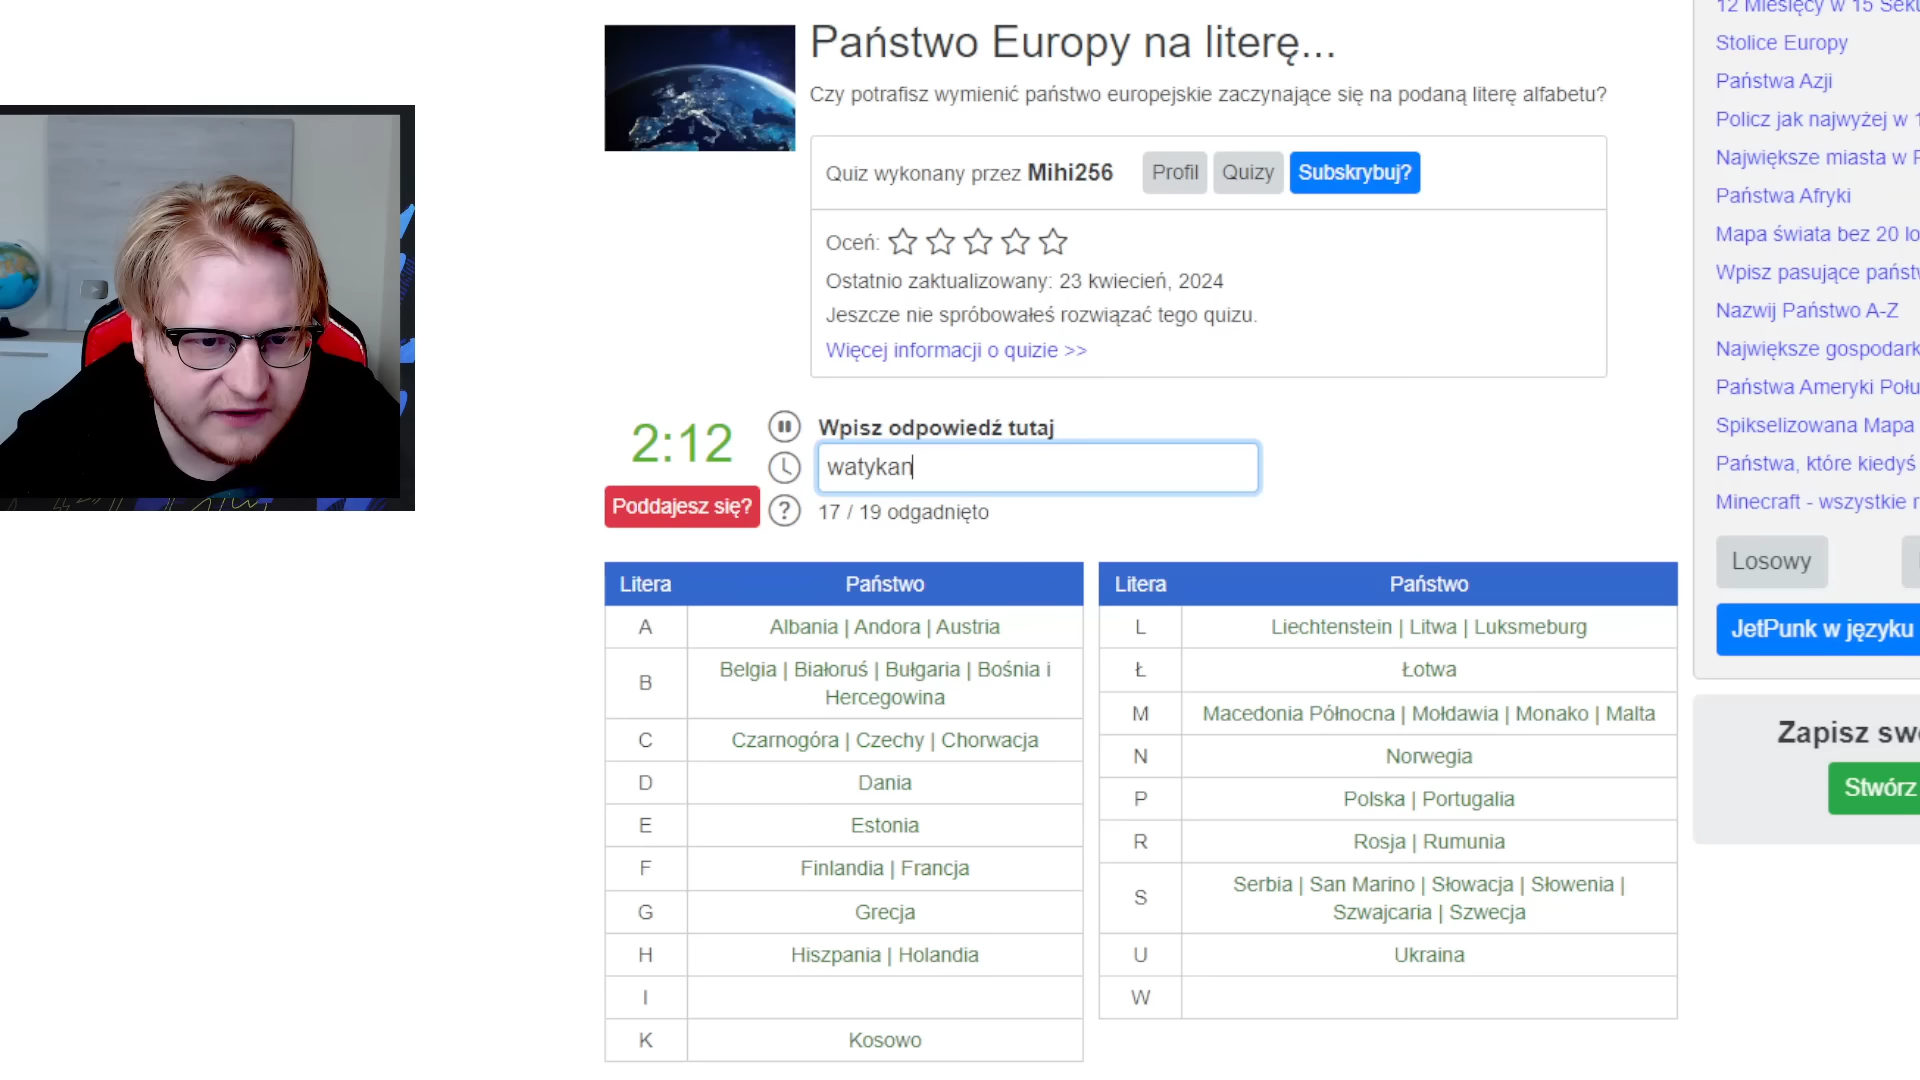 Państwo Europy na literę...
Czy potrafisz wymienić państwo europejskie zaczynające się na podaną literę alfabetu?
Quiz wykonany przez Mihi256 Profil Quizy Subskrybuj?
Oceń:
Ostatnio zaktualizowany: 23 kwiecień, 2024
Jeszcze nie spróbowałeś rozwiązać tego quizu.
Więcej informacji o quizie >>
2:12
Poddajesz się?
Wpisz odpowiedź tutaj
watykan
17 / 19 odgadnięto
Litera Państwo
A Albania | Andora | Austria
B Belgia | Białoruś | Bułgaria | Bośnia i
Hercegowina
C Czarnogóra | Czechy | Chorwacja
D Dania
E Estonia
F Finlandia | Francja
G Grecja
H Hiszpania | Holandia
I
K Kosowo
Litera Państwo
L Liechtenstein | Litwa | Luksmeburg
Ł Łotwa
M Macedonia Północna | Mołdawia | Monako | Malta
N Norwegia
P Polska | Portugalia
R Rosja | Rumunia
S Serbia | San Marino | Słowacja | Słowenia |
Szwajcaria | Szwecja
U Ukraina
W
12 Miesięcy w 15 Seku
Stolice Europy
Państwa Azji
Policz jak najwyżej w 1
Największe miasta w P
Państwa Afryki
Mapa świata bez 20 lo
Wpisz pasujące państw
Nazwij Państwo A-Z
Największe gospodark
Państwa Ameryki Połu
Spikselizowana Mapa
Państwa, które kiedyś
Minecraft - wszystkie
Losowy
JetPunk w języku
Zapisz swo
Stwórz